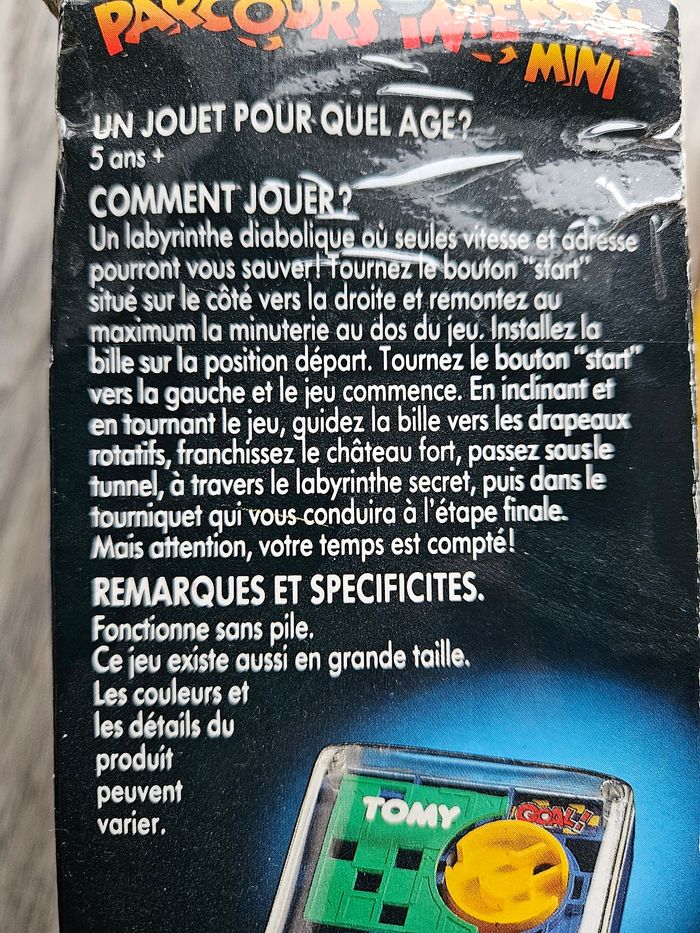 PARCOURS INFERNAL
MINI
UN JOUET POUR QUEL AGE?
5 ans +
COMMENT JOUER?
Un labyrinthe diabolique où seules vitesse et adresse
pourront vous sauver! Tournez le bouton "start"
situé sur le côté vers la droite et remontez au
maximum la minuterie au dos du jeu. Installez la
bille sur la position départ. Tournez le bouton "start"
vers la gauche et le jeu commence. En inclinant et
en tournant le jeu, guidez la bille vers les drapeaux
rotatifs, franchissez le château fort, passez sous le
tunnel, à travers le labyrinthe secret, puis dans le
tourniquet qui vous conduira à l'étape finale.
Mais attention, votre temps est compté!
REMARQUES ET SPECIFICITES.
Fonctionne sans pile.
Ce jeu existe aussi en grande taille.
Les couleurs et
les détails du
produit
peuvent
varier.
TOMY
GOAL!!